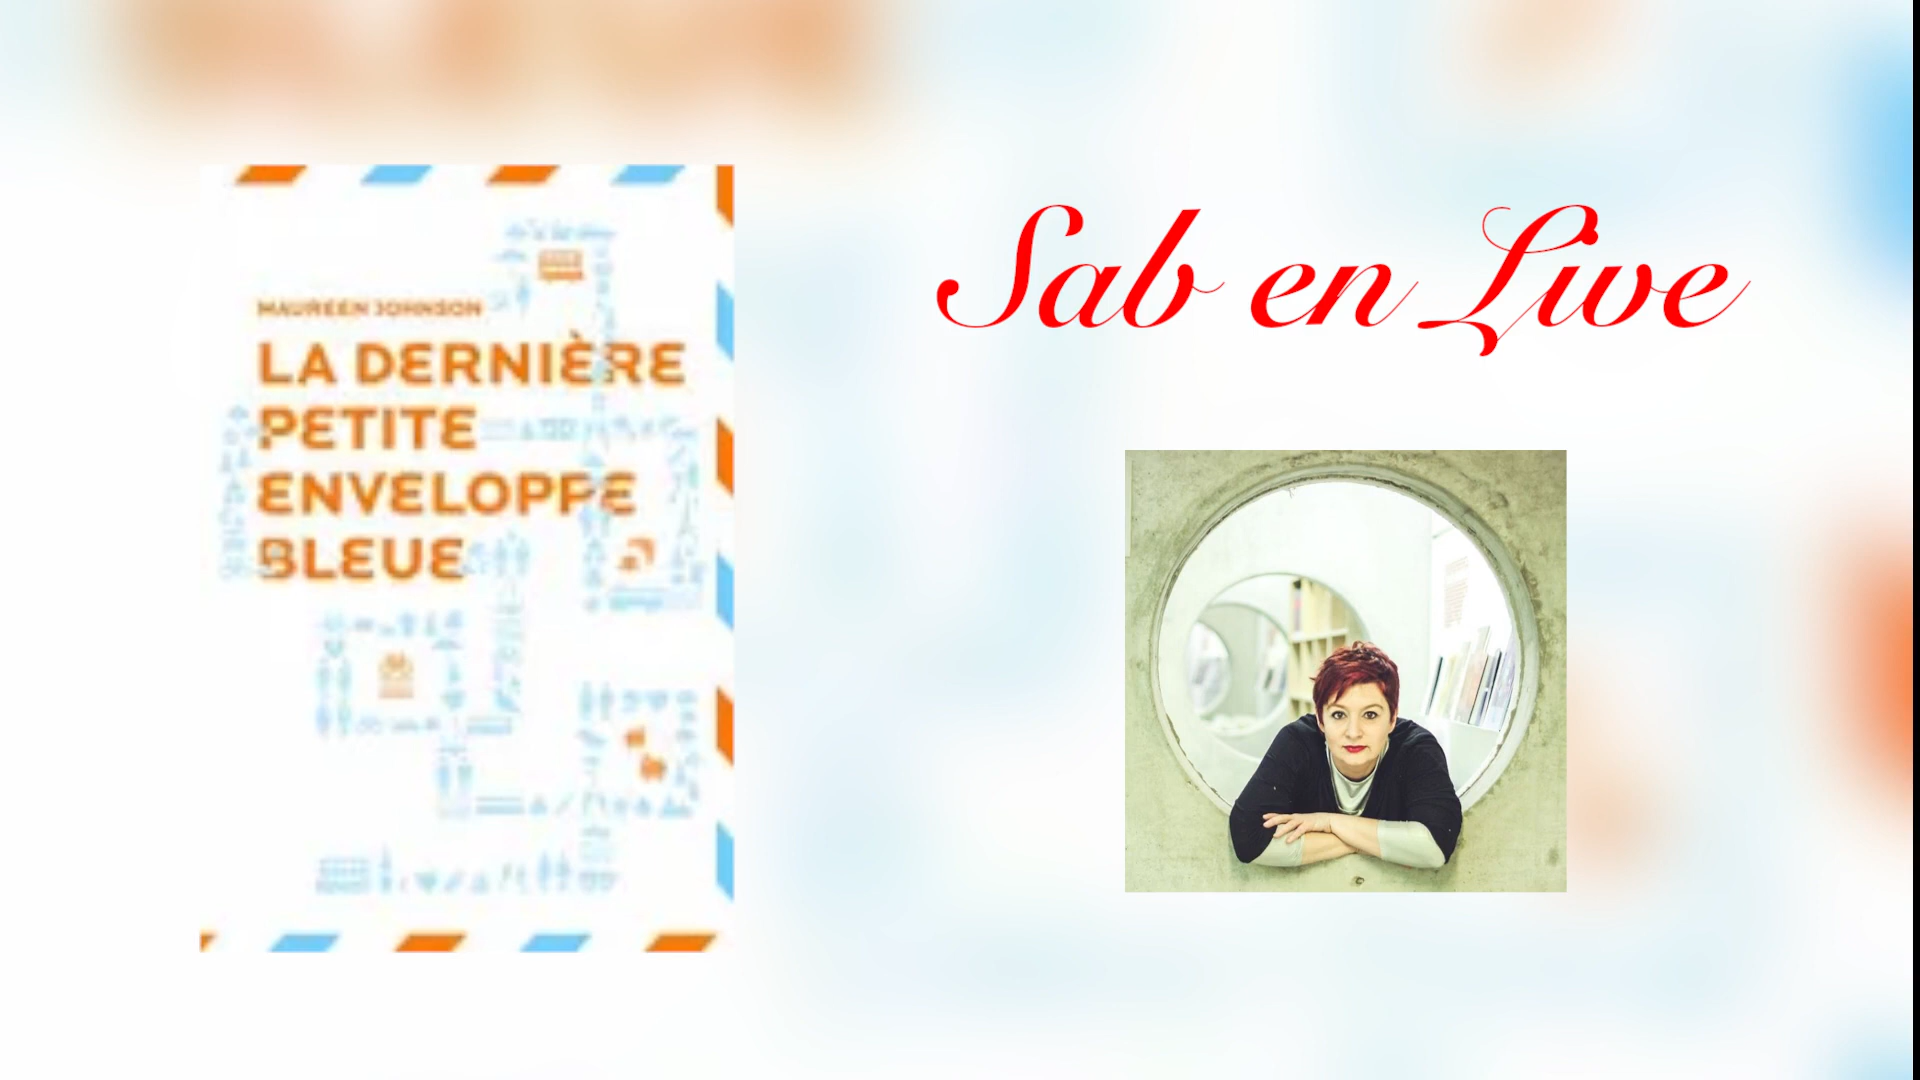 MAUREEN JOHNSON
LA DERNIÈRE
PETITE
ENVELOPPE
BLEUE
Sab en Live